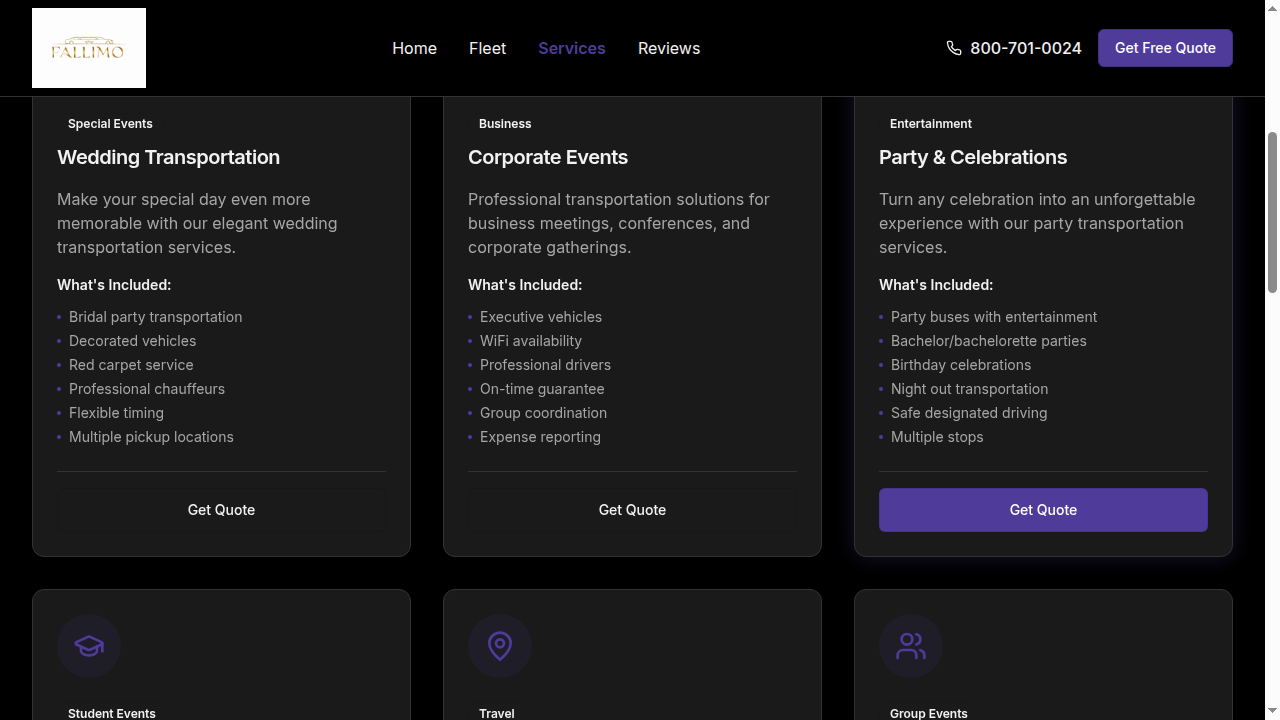 FALLIMO
Home
Fleet
Services
Reviews
800-701-0024
Get Free Quote
Special Events
Wedding Transportation
Make your special day even more
memorable with our elegant wedding
transportation services.
What's Included:
Bridal party transportation
Decorated vehicles
Red carpet service
Professional chauffeurs
Flexible timing
Multiple pickup locations
Get Quote
Business
Corporate Events
Professional transportation solutions for
business meetings, conferences, and
corporate gatherings.
What's Included:
Executive vehicles
WiFi availability
Professional drivers
On-time guarantee
Group coordination
Expense reporting
Get Quote
Entertainment
Party & Celebrations
Turn any celebration into an unforgettable
experience with our party transportation
services.
What's Included:
Party buses with entertainment
Bachelor/bachelorette parties
Birthday celebrations
Night out transportation
Safe designated driving
Multiple stops
Get Quote
Student Events
Travel
Group Events